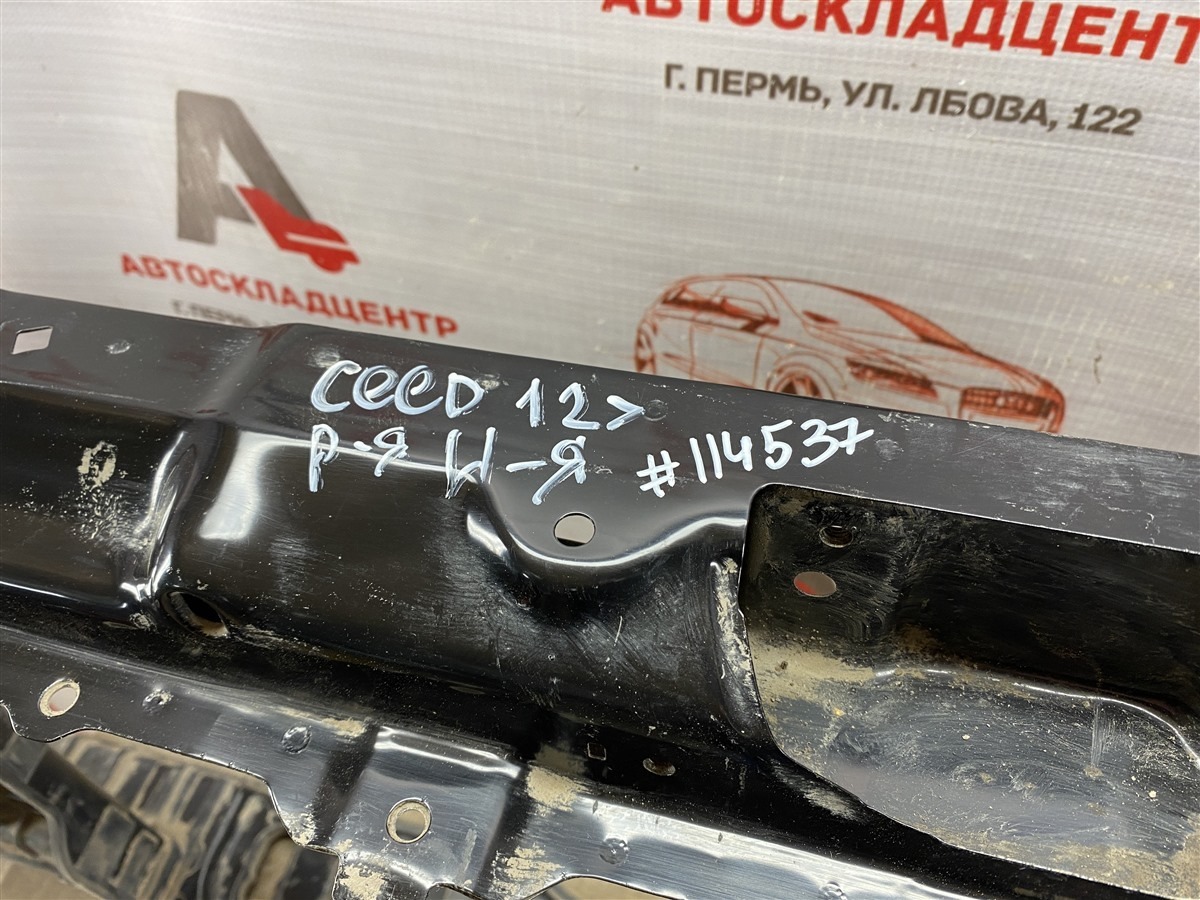 АВТОСКЛАДЦЕНТ
Г. ПЕРМЬ, УЛ. ЛБОВА, 122
АВТОСКЛАДЦЕНТР
Г. ПЕРМЬ,
CEED 12>
Р-Я Н-Я #114537